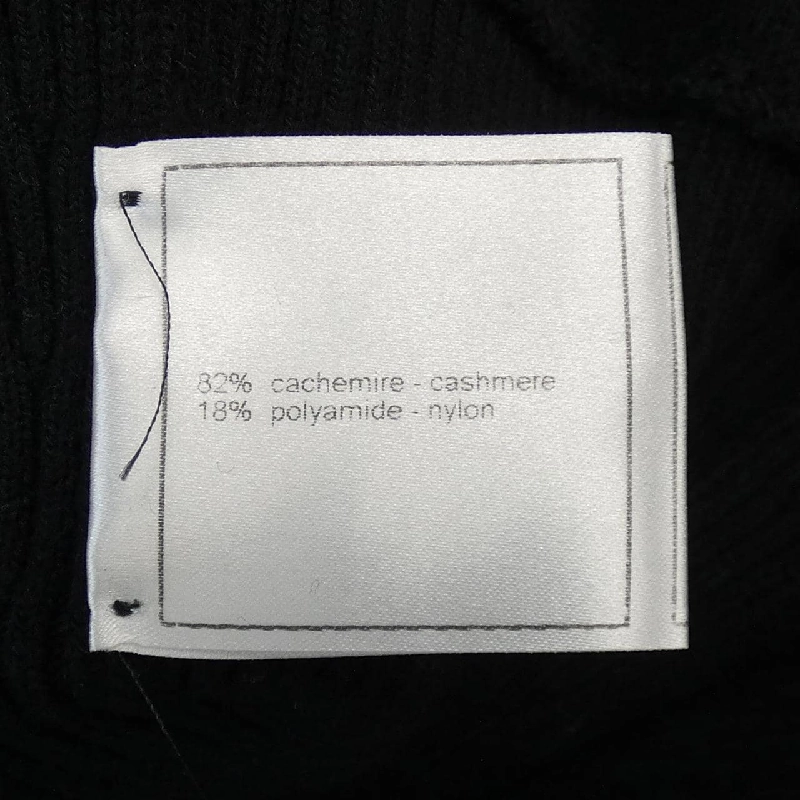 82% cachemire - cashmere
18% polyamide - nylon